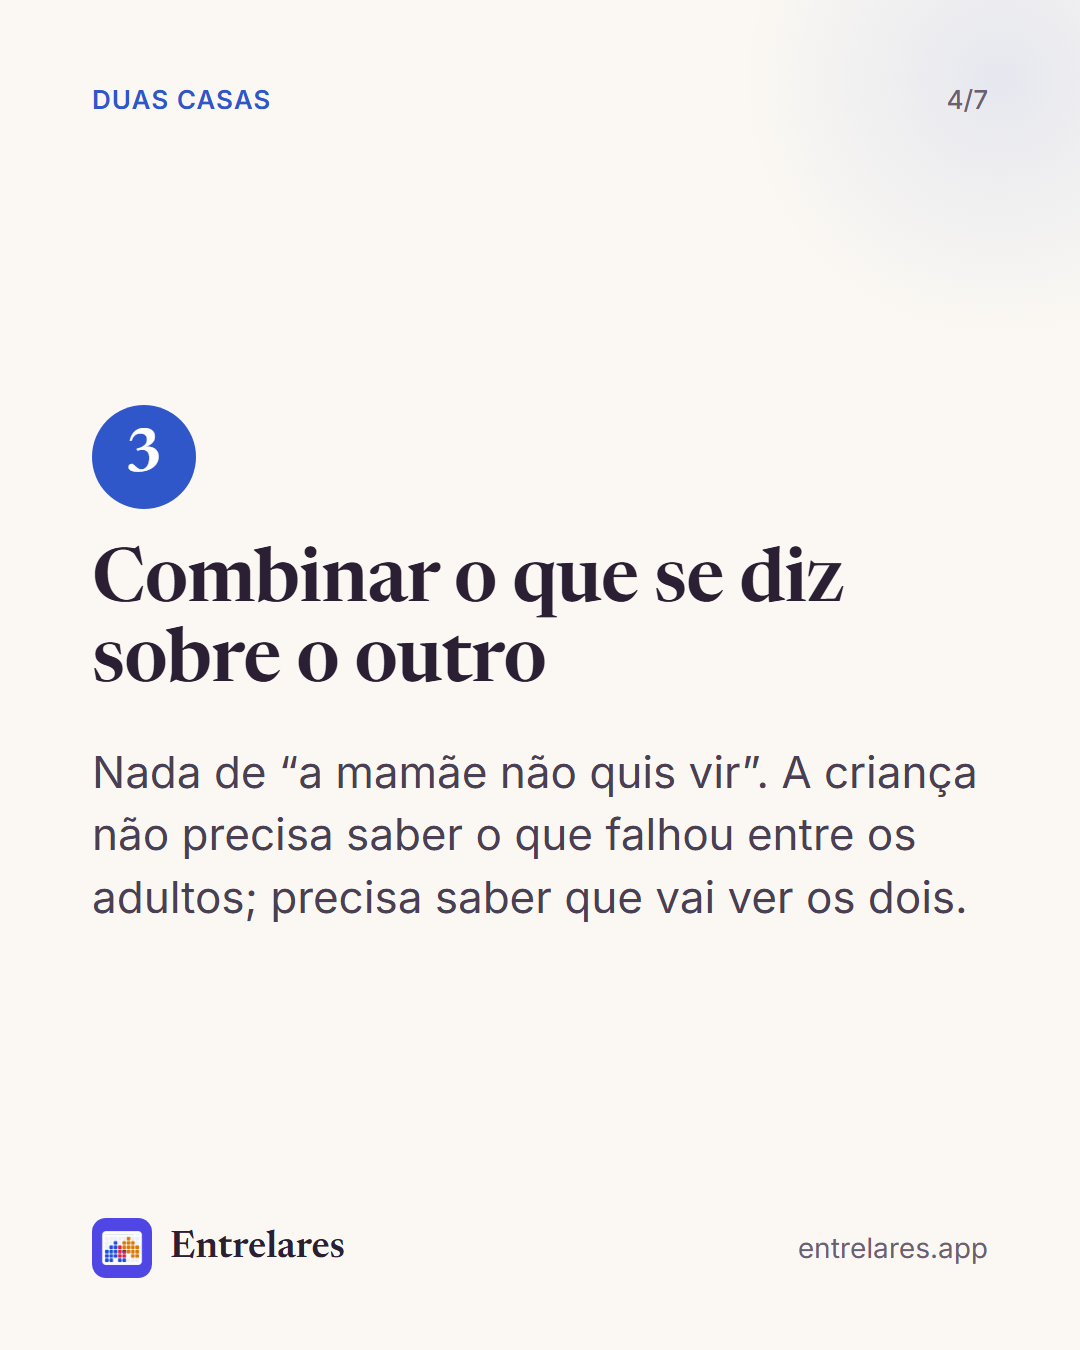 DUAS CASAS
4/7
3
Combinar o que se diz
sobre o outro
Nada de “a mamãe não quis vir”. A criança
não precisa saber o que falhou entre os
adultos; precisa saber que vai ver os dois.
Entrelares
entrelares.app